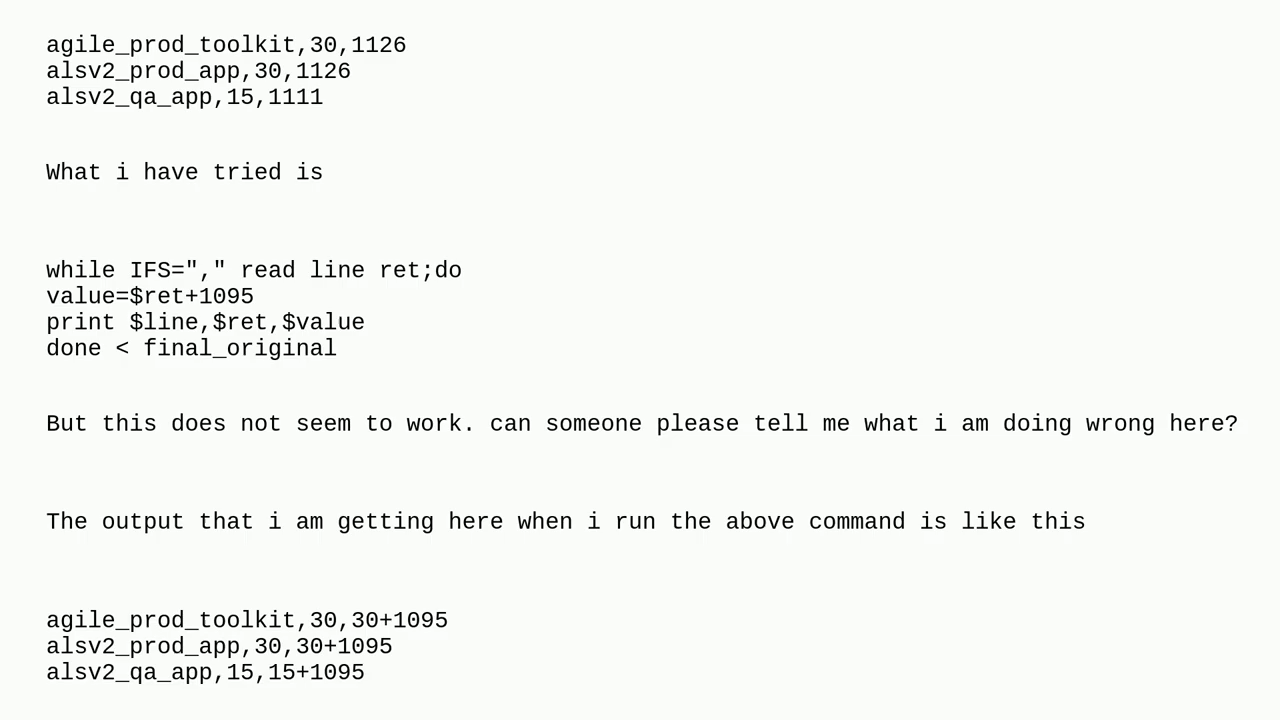 agile_prod_toolkit,30,1126
alsv2_prod_app,30,1126
alsv2_qa_app,15,1111
What i have tried is
while IFS="," read line ret;do
value=$ret+1095
print $line,$ret,$value
done < final_original
But this does not seem to work. can someone please tell me what i am doing wrong here?
The output that i am getting here when i run the above command is like this
agile_prod_toolkit,30,30+1095
alsv2_prod_app,30,30+1095
alsv2_qa_app,15,15+1095